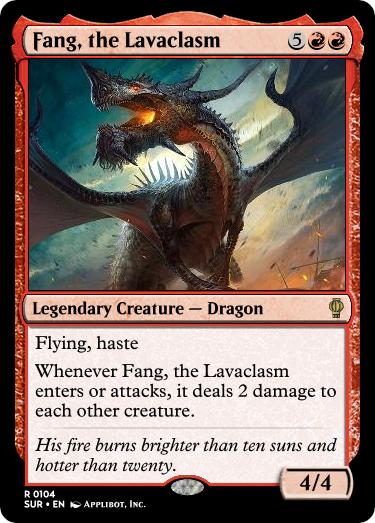 Fang, the Lavaclasm 5
Legendary Creature — Dragon
Flying, haste
Whenever Fang, the Lavaclasm
enters or attacks, it deals 2 damage to
each other creature.
His fire burns brighter than ten suns and
hotter than twenty.
4/4
R 0104
SUR • EN Applibot, Inc.